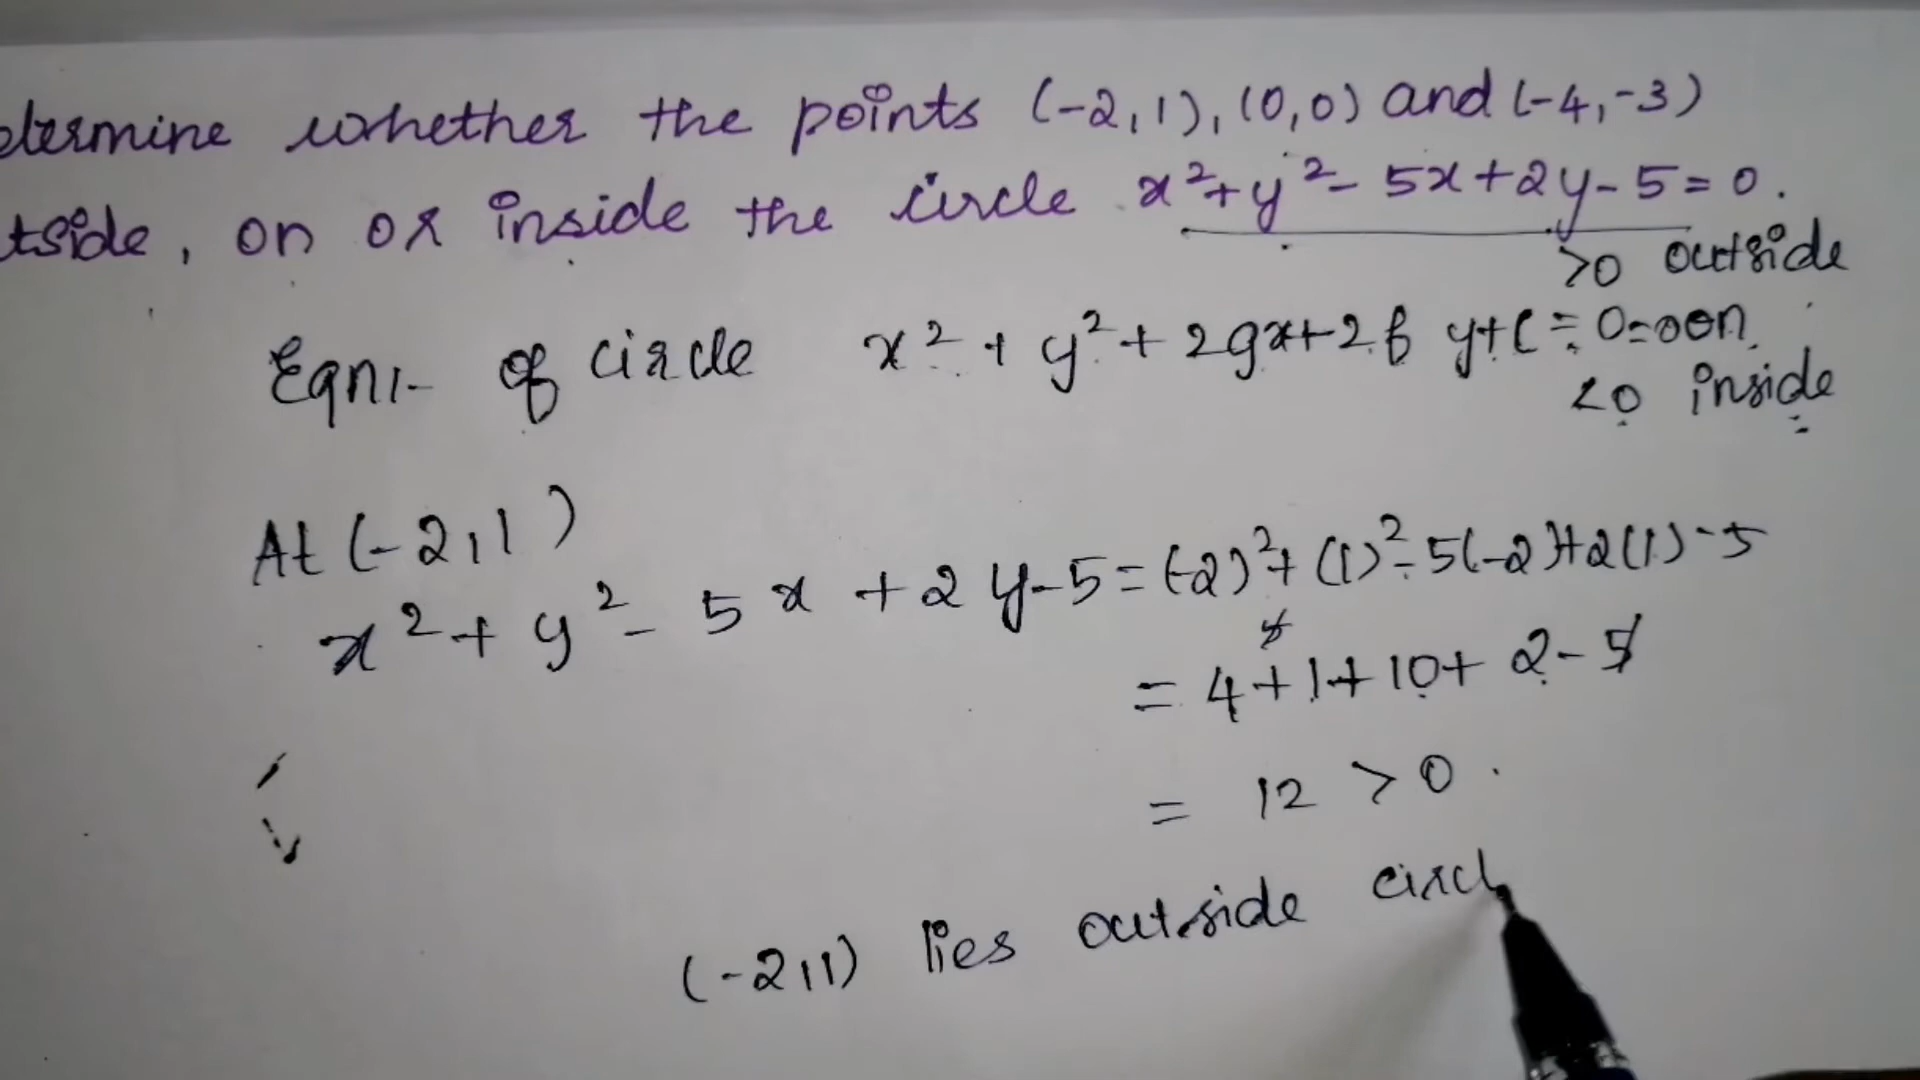 etermine whether the points (-2,1), (0,0) and (-4,-3)
tside, on or inside the circle x²+y²-5x+2y-5=0.
>0 outside
Eqn:- of circle x²+y²+2gx+2fy+c=0=0 on
<0 inside
At (-2,1)
x²+y²-5x+2y-5=(-2)²+(1)²-5(-2)+2(1)-5
5
=4+1+10+2-5
= 12 >0.
(-2,1) lies outside circl